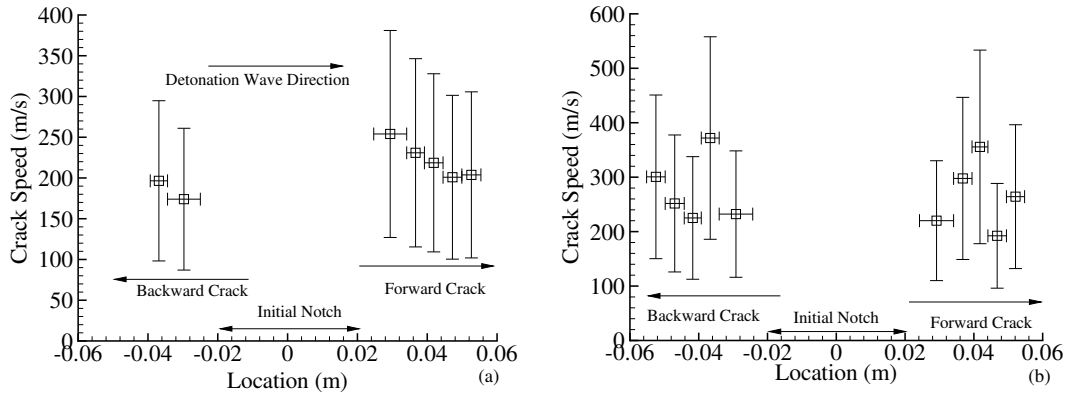 400
350
300
250
200
150
100
50
0
Crack Speed (m/s)
Detonation Wave Direction
Backward Crack
Forward Crack
Initial Notch
-0.06 -0.04 -0.02 0 0.02 0.04 0.06
Location (m)
(a)
600
500
400
300
200
100
0
Crack Speed (m/s)
Backward Crack
Initial Notch
Forward Crack
-0.06 -0.04 -0.02 0 0.02 0.04 0.06
Location (m)
(b)